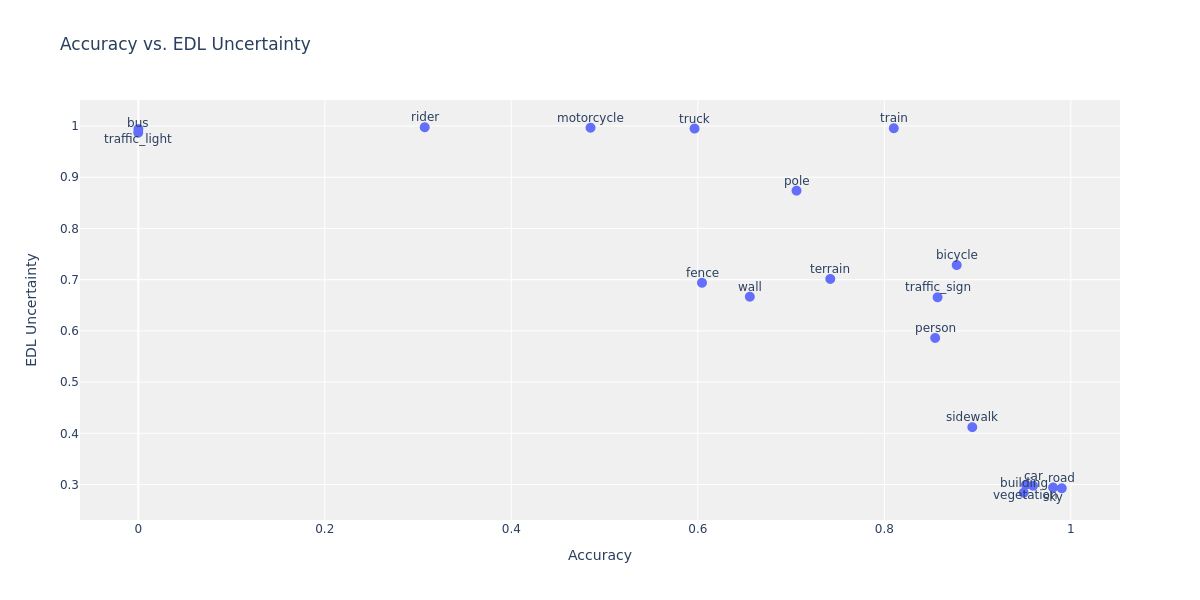 Accuracy vs. EDL Uncertainty
EDL Uncertainty
1
0.9
0.8
0.7
0.6
0.5
0.4
0.3
bus
traffic_light
rider
motorcycle
truck
train
pole
bicycle
terrain
fence
wall
traffic_sign
person
sidewalk
car
road
building
vegetation
sky
0
0.2
0.4
0.6
0.8
1
Accuracy